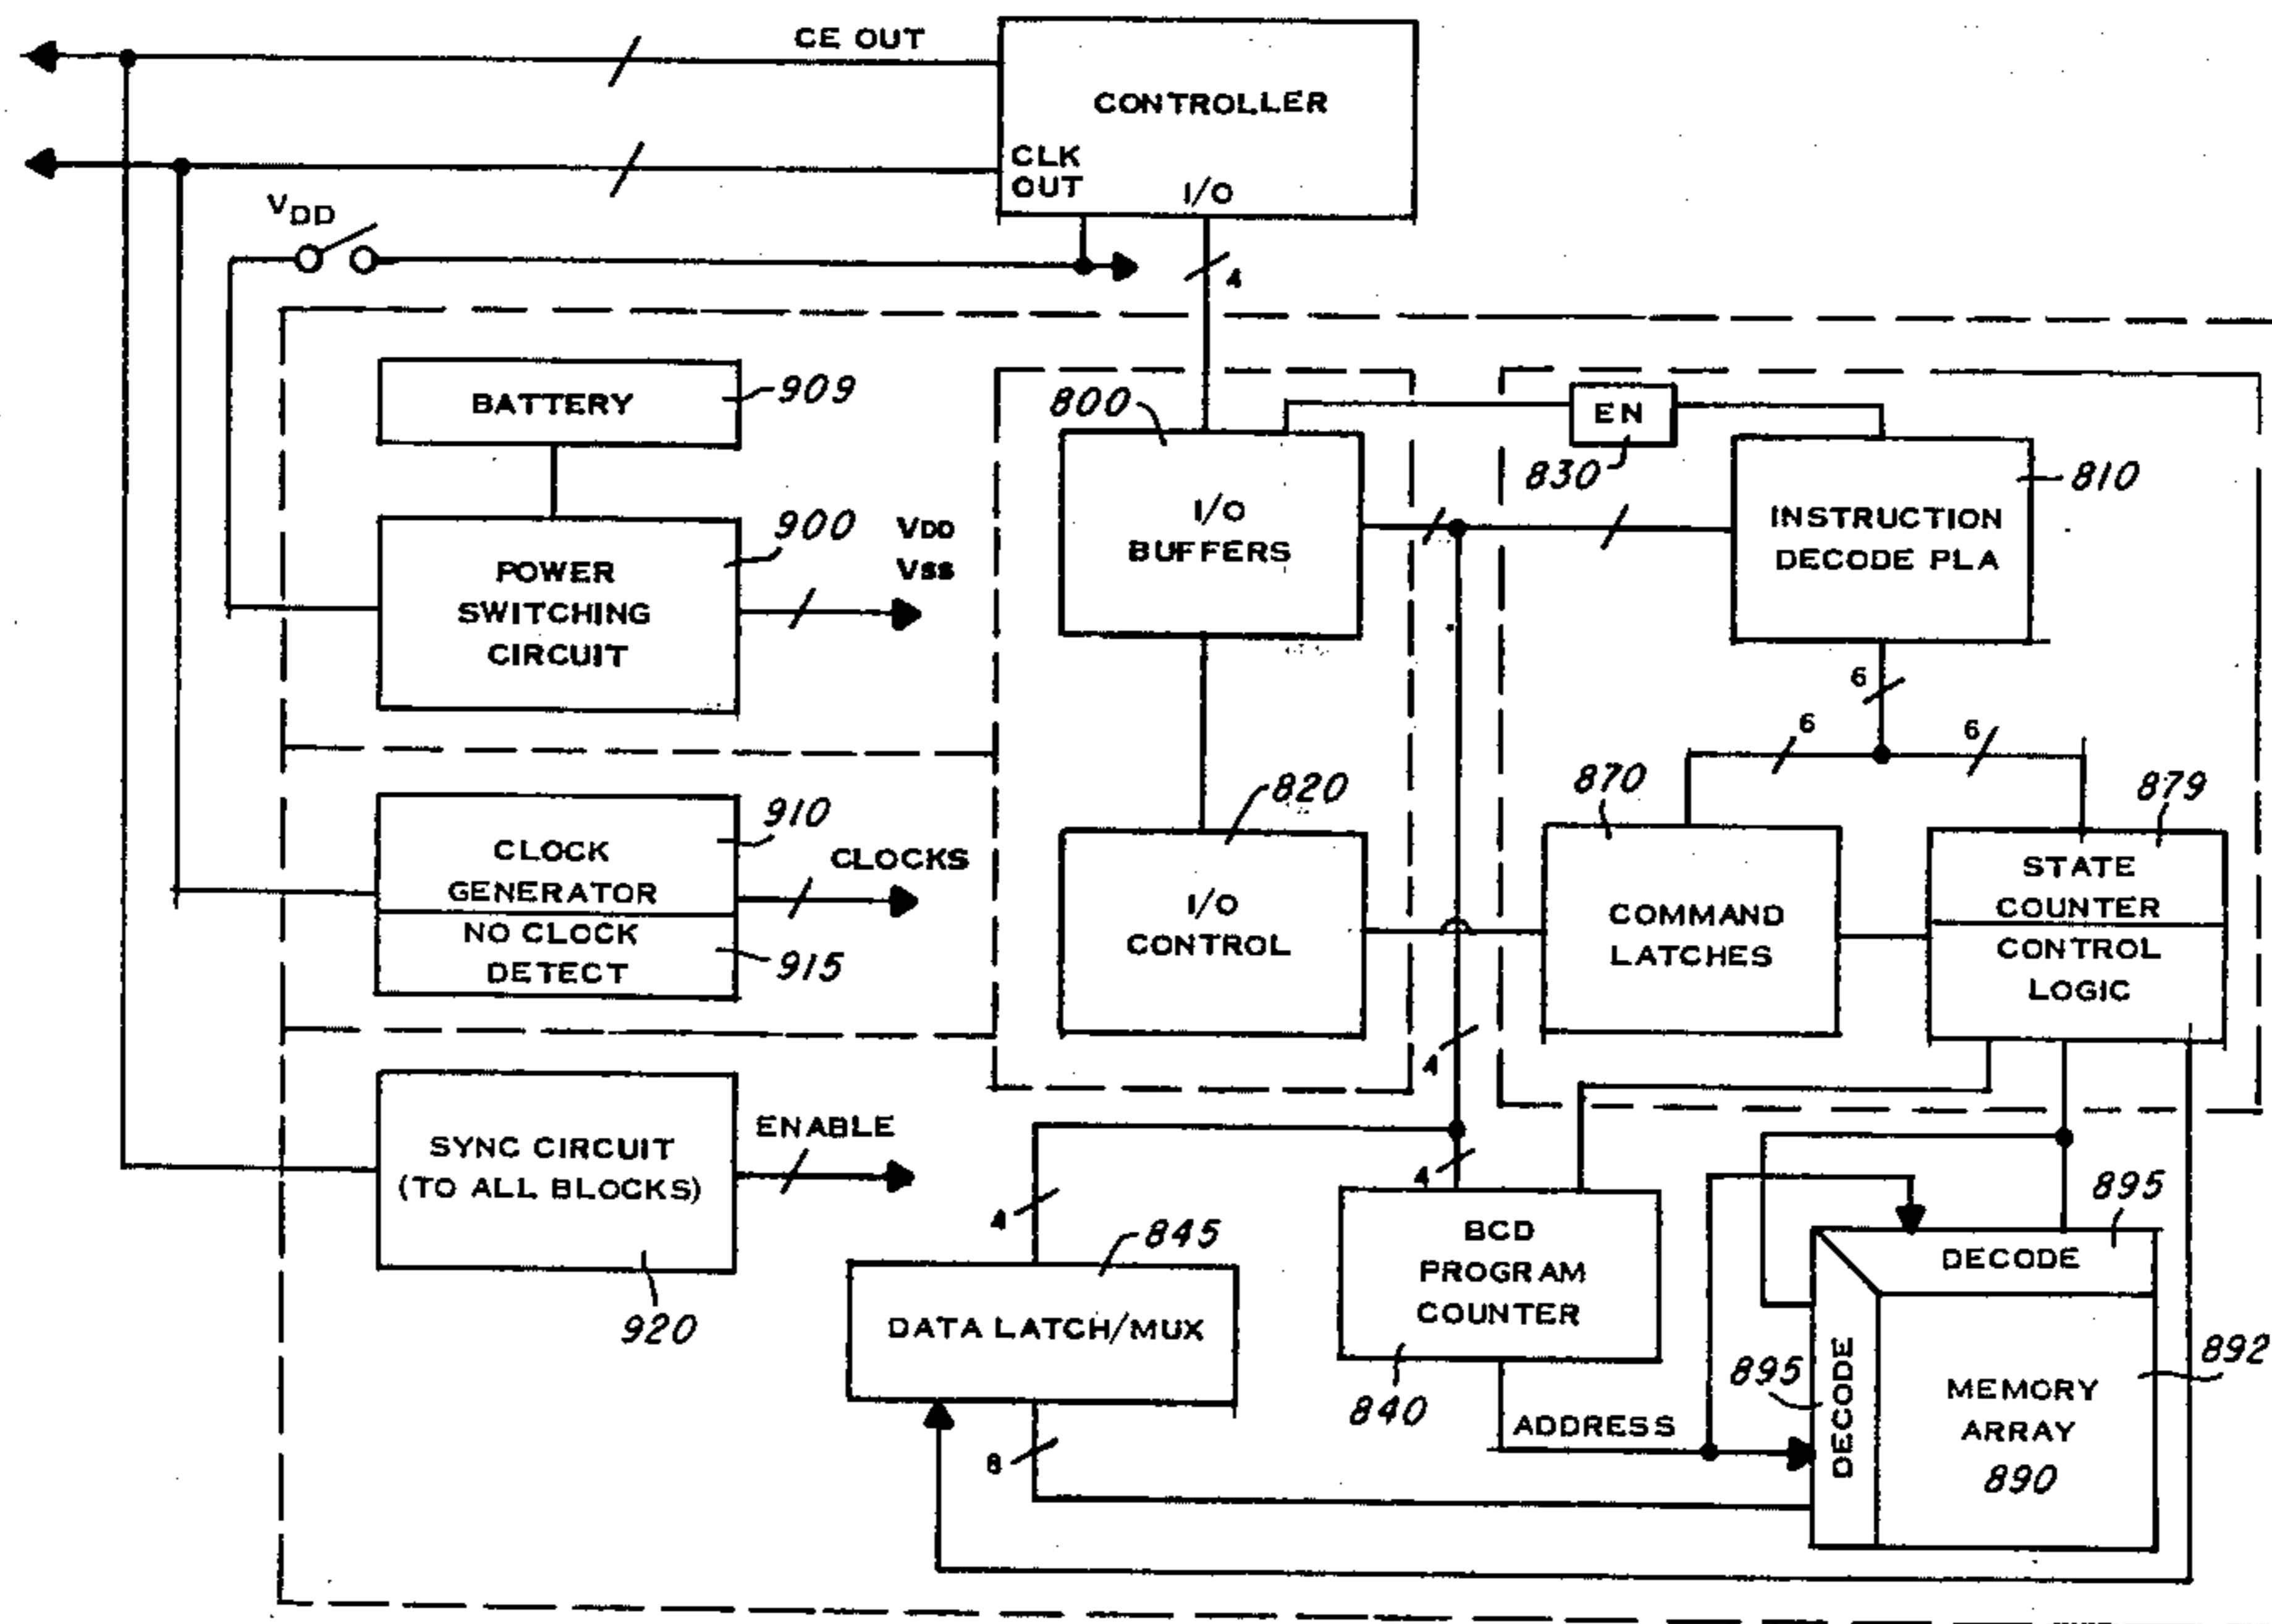 CE OUT
CONTROLLER
CLK
OUT
I/O
VDD
4
BATTERY
909
800
EN
830
810
I/O
BUFFERS
INSTRUCTION
DECODE PLA
900
VDD
VSS
POWER
SWITCHING
CIRCUIT
6
6
6
870
879
820
910
CLOCK
GENERATOR
CLOCKS
NO CLOCK
DETECT
915
I/O
CONTROL
COMMAND
LATCHES
STATE
COUNTER
CONTROL
LOGIC
4
SYNC CIRCUIT
(TO ALL BLOCKS)
ENABLE
920
4
4
845
DATA LATCH/MUX
BCD
PROGRAM
COUNTER
840
895
DECODE
895
DECODE
892
MEMORY
ARRAY
890
ADDRESS
8